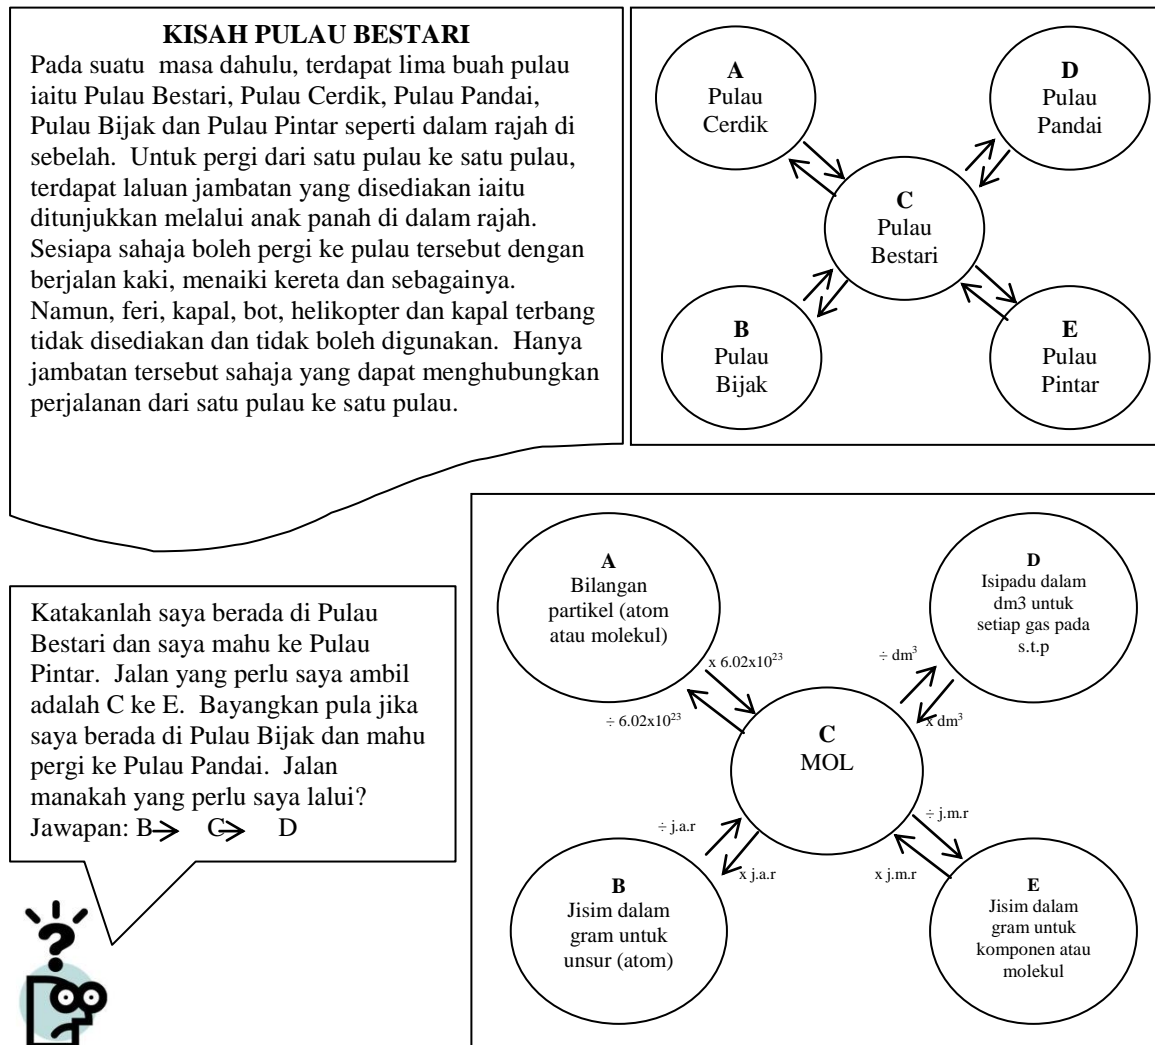 KISAH PULAU BESTARI
Pada suatu masa dahulu, terdapat lima buah pulau
iaitu Pulau Bestari, Pulau Cerdik, Pulau Pandai,
Pulau Bijak dan Pulau Pintar seperti dalam rajah di
sebelah. Untuk pergi dari satu pulau ke satu pulau,
terdapat laluan jambatan yang disediakan iaitu
ditunjukkan melalui anak panah di dalam rajah.
Sesiapa sahaja boleh pergi ke pulau tersebut dengan
berjalan kaki, menaiki kereta dan sebagainya.
Namun, feri, kapal, bot, helikopter dan kapal terbang
tidak disediakan dan tidak boleh digunakan. Hanya
jambatan tersebut sahaja yang dapat menghubungkan
perjalanan dari satu pulau ke satu pulau.
A
Pulau
Cerdik
D
Pulau
Pandai
C
Pulau
Bestari
B
Pulau
Bijak
E
Pulau
Pintar
Katakanlah saya berada di Pulau
Bestari dan saya mahu ke Pulau
Pintar. Jalan yang perlu saya ambil
adalah C ke E. Bayangkan pula jika
saya berada di Pulau Bijak dan mahu
pergi ke Pulau Pandai. Jalan
manakah yang perlu saya lalui?
Jawapan: B→ C→ D
A
Bilangan
partikel (atom
atau molekul)
D
Isipadu dalam
dm3 untuk
setiap gas pada
s.t.p
x 6.02x10²³
÷ 6.02x10²³
÷ dm³
x dm³
C
MOL
÷ j.a.r
x j.a.r
÷ j.m.r
x j.m.r
B
Jisim dalam
gram untuk
unsur (atom)
E
Jisim dalam
gram untuk
komponen atau
molekul
?